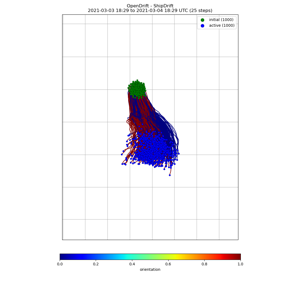 OpenDrift - ShipDrift
2021-03-03 18:29 to 2021-03-04 18:29 UTC (25 steps)
initial (1000)
active (1000)
0.0 0.2 0.4 0.6 0.8 1.0
orientation